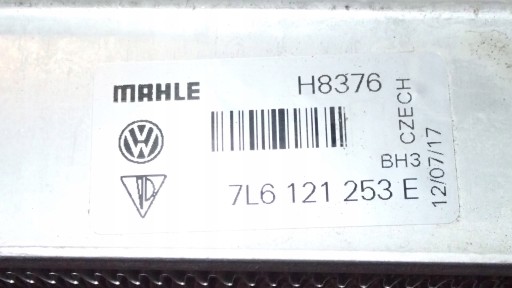 MAHLE H8376
CZECH
BH3
12/07/17
7L6 121 253 E